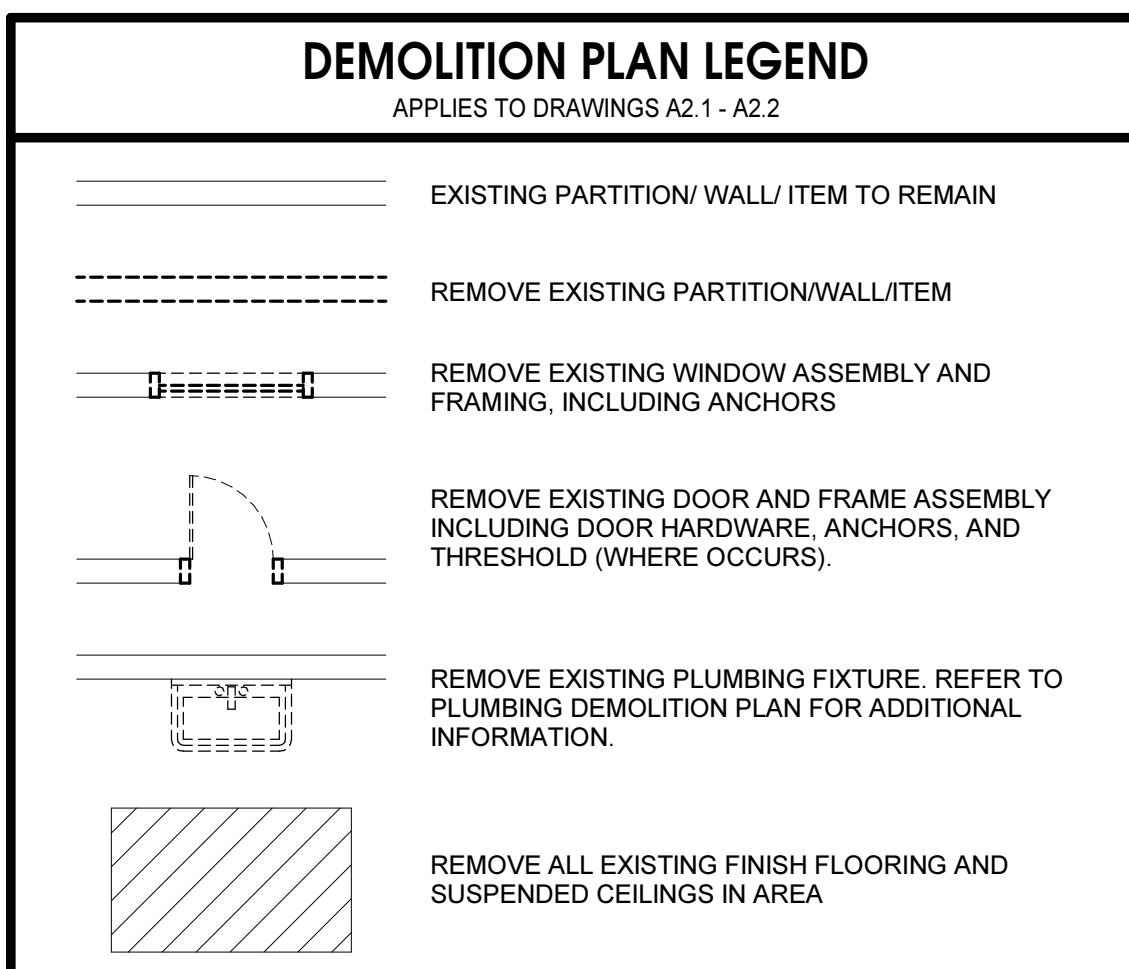 DEMOLITION PLAN LEGEND
APPLIES TO DRAWINGS A2.1 - A2.2
EXISTING PARTITION/ WALL/ ITEM TO REMAIN
REMOVE EXISTING PARTITION/WALL/ITEM
REMOVE EXISTING WINDOW ASSEMBLY AND
FRAMING, INCLUDING ANCHORS
REMOVE EXISTING DOOR AND FRAME ASSEMBLY
INCLUDING DOOR HARDWARE, ANCHORS, AND
THRESHOLD (WHERE OCCURS).
REMOVE EXISTING PLUMBING FIXTURE. REFER TO
PLUMBING DEMOLITION PLAN FOR ADDITIONAL
INFORMATION.
REMOVE ALL EXISTING FINISH FLOORING AND
SUSPENDED CEILINGS IN AREA